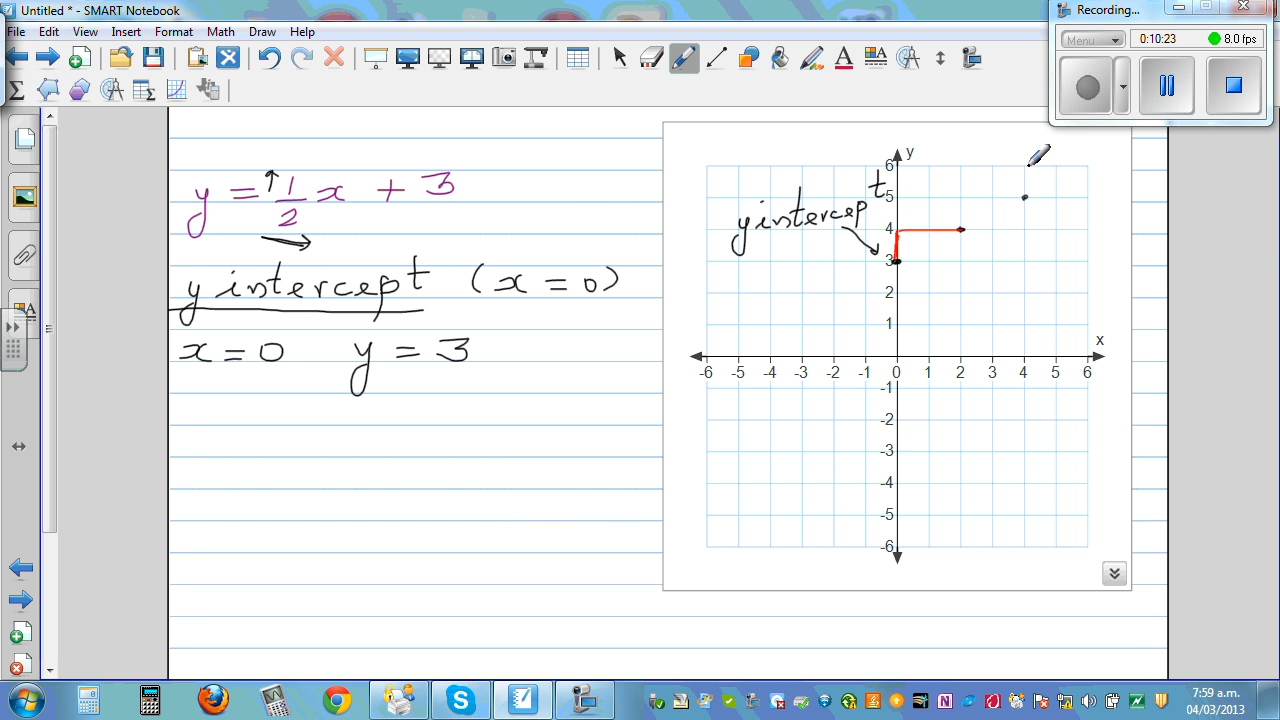 Untitled * - SMART Notebook
Recording...
File Edit View Insert Format Math Draw Help
Menu
0:10:23
8.0 fps
y = 1/2 x + 3
y intercept (x = 0)
x = 0 y = 3
y
y intercept
x
6
5
4
3
2
1
-6 -5 -4 -3 -2 -1 0 1 2 3 4 5 6
-1
-2
-3
-4
-5
-6
7:59 a.m.
04/03/2013